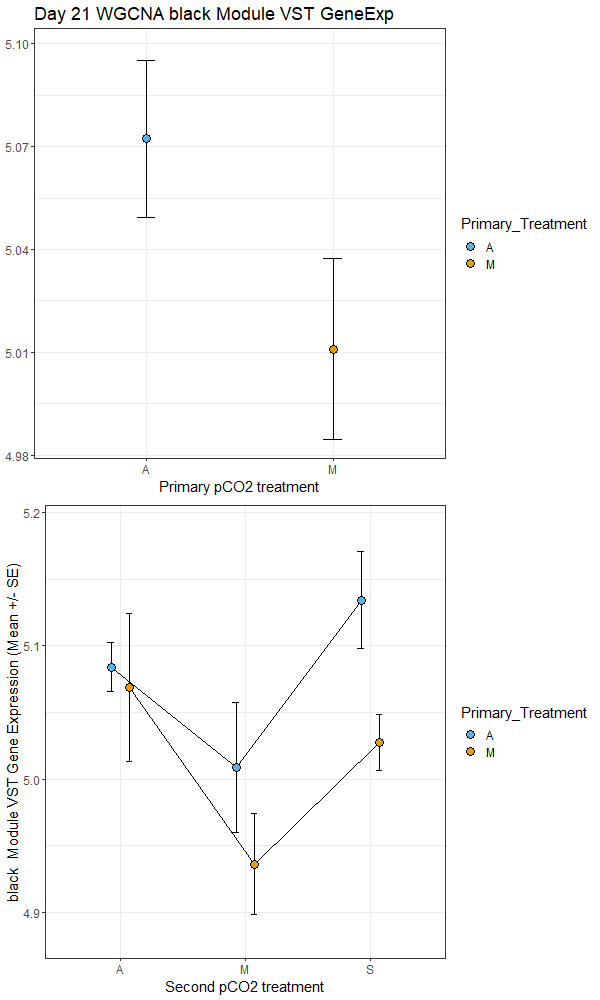 Day 21 WGCNA black Module VST GeneExp
5.10
5.07
5.04
5.01
4.98
A
M
Primary pCO2 treatment
Primary_Treatment
A
M
black  Module VST Gene Expression (Mean +/- SE)
5.2
5.1
5.0
4.9
A
M
S
Second pCO2 treatment
Primary_Treatment
A
M